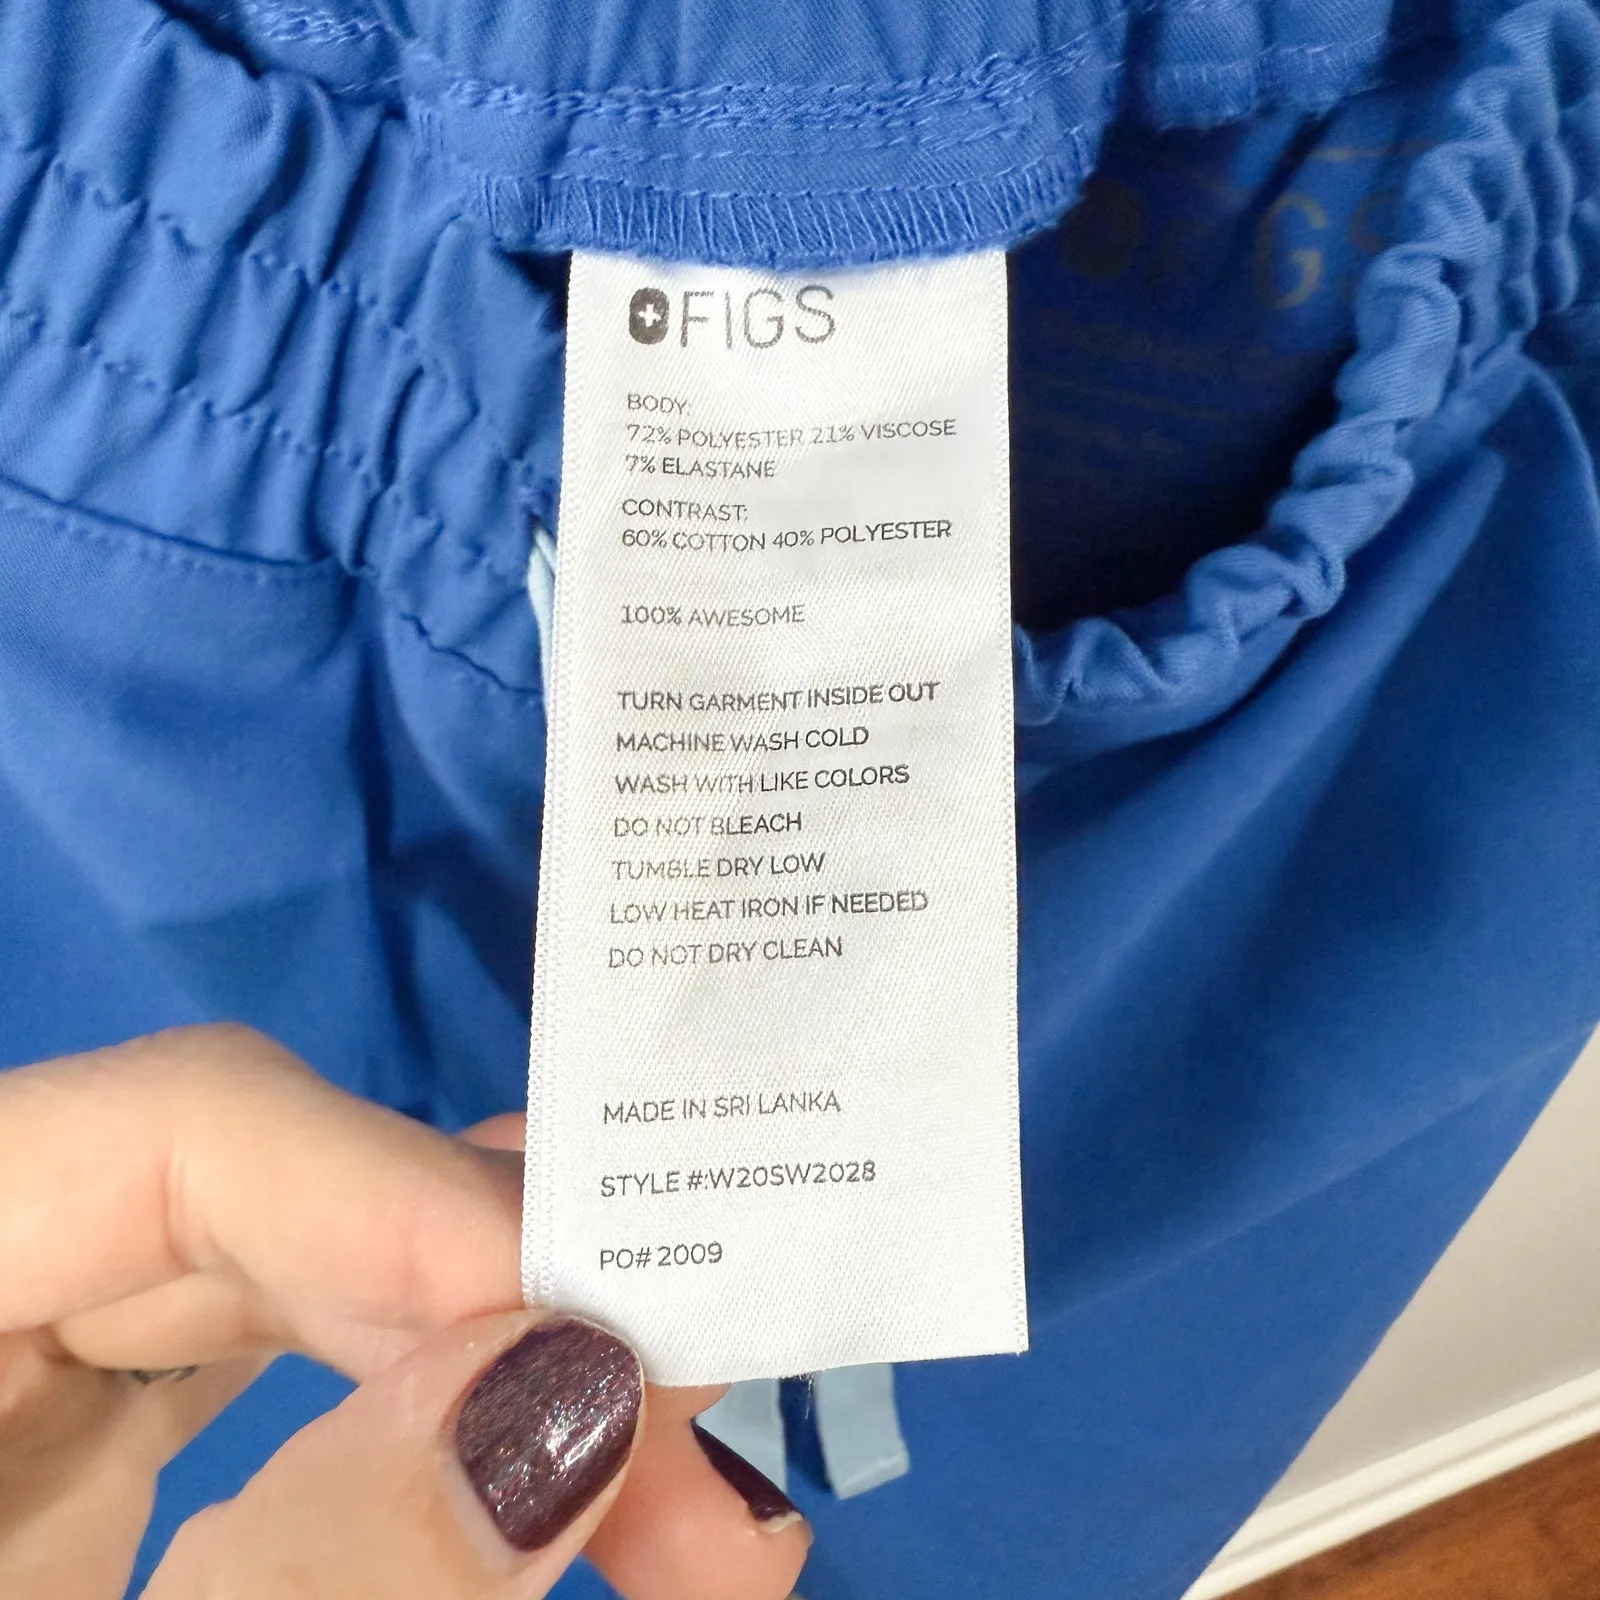 FIGS
BODY:
72% POLYESTER 21% VISCOSE
7% ELASTANE
CONTRAST:
60% COTTON 40% POLYESTER
100% AWESOME
TURN GARMENT INSIDE OUT
MACHINE WASH COLD
WASH WITH LIKE COLORS
DO NOT BLEACH
TUMBLE DRY LOW
LOW HEAT IRON IF NEEDED
DO NOT DRY CLEAN
MADE IN SRI LANKA
STYLE #:W20SW2028
PO# 2009